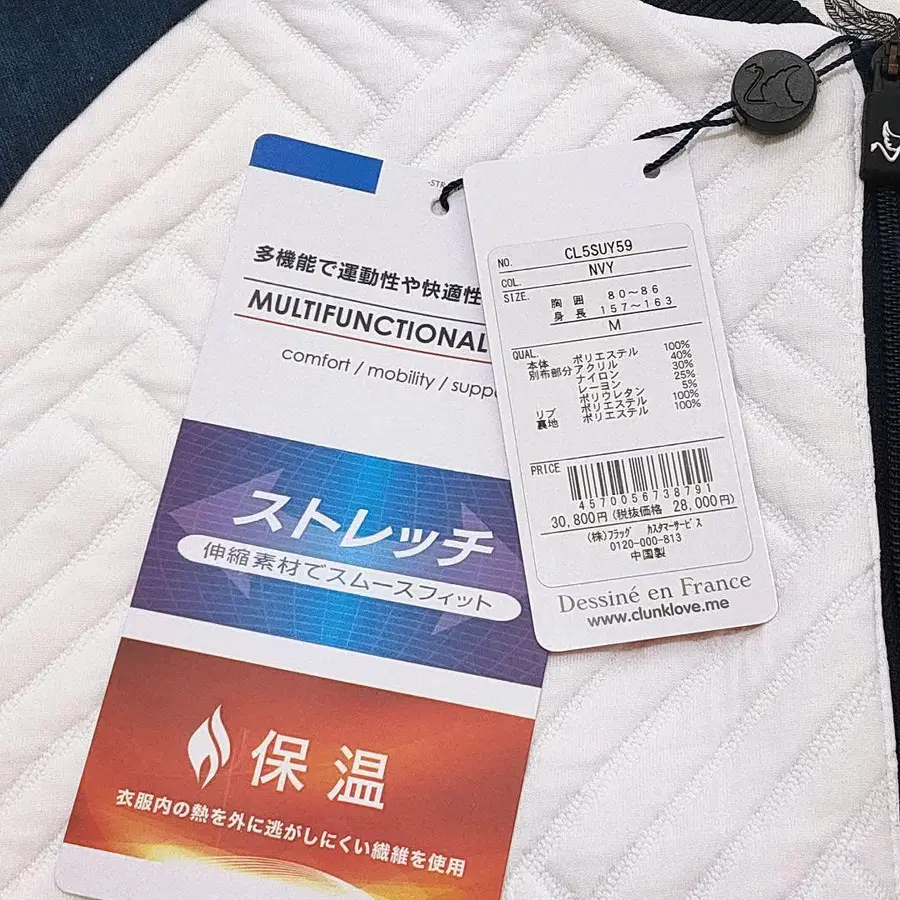 多機能で運動性や快適性
MULTIFUNCTIONAL
comfort / mobility /
ストレッチ
伸縮素材でスムースフィット
保温
衣服内の熱を外に逃がしにくい繊維を使用
NO. CL5SUY59
COL. NVY
SIZE. 胸囲 80～86
身長 157～163
M
QUAL.
本体 ポリエステル 100%
別布部分 アクリル 40%
ナイロン 30%
レーヨン 25%
ポリウレタン 5%
リブ ポリエステル 100%
裏地 ポリエステル 100%
PRICE
4570056738791
30,800円(税抜価格 28,000円)
(株)フラッグ カスタマーサービス
0120-000-813
中国製
Dessiné en France
www.clunklove.me